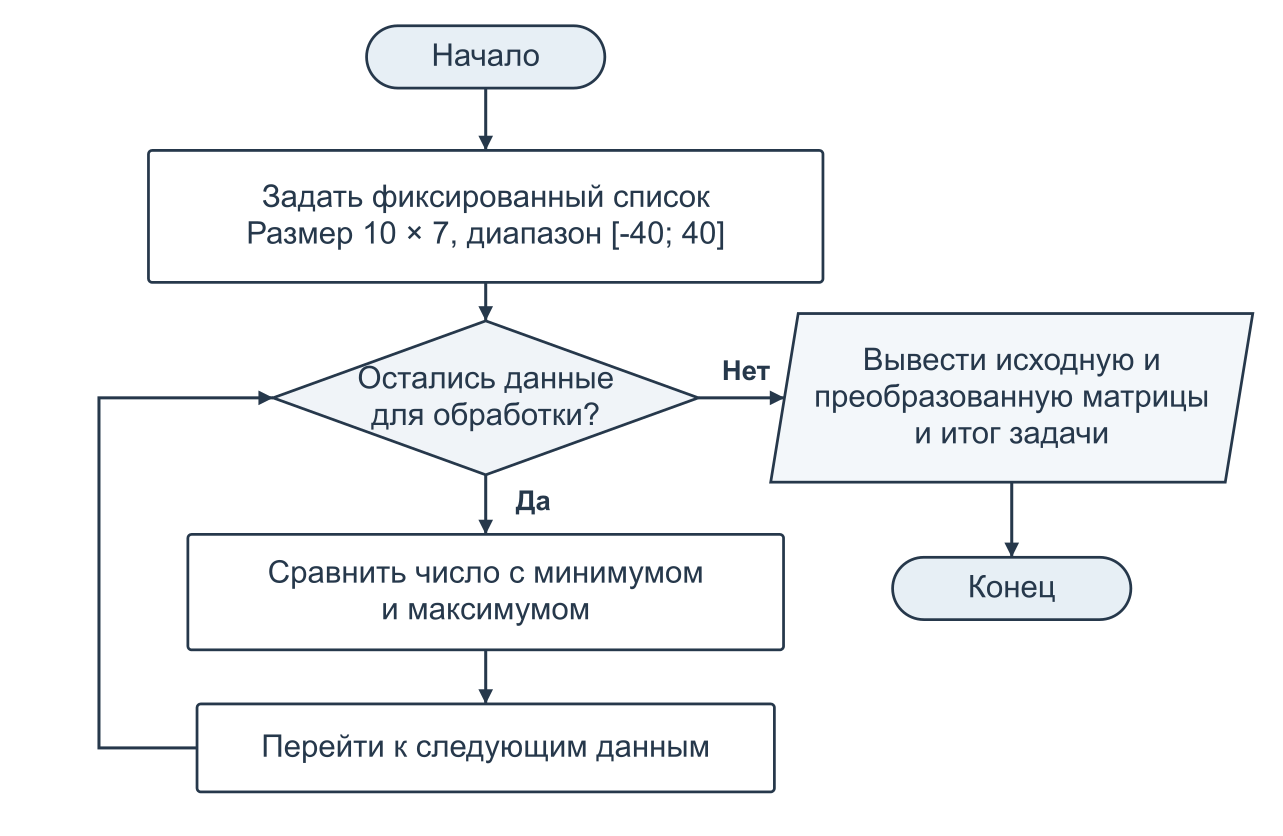 Начало
Задать фиксированный список
Размер 10 × 7, диапазон [-40; 40]
Остались данные
для обработки?
Нет
Вывести исходную и
преобразованную матрицы
и итог задачи
Да
Сравнить число с минимумом
и максимумом
Конец
Перейти к следующим данным